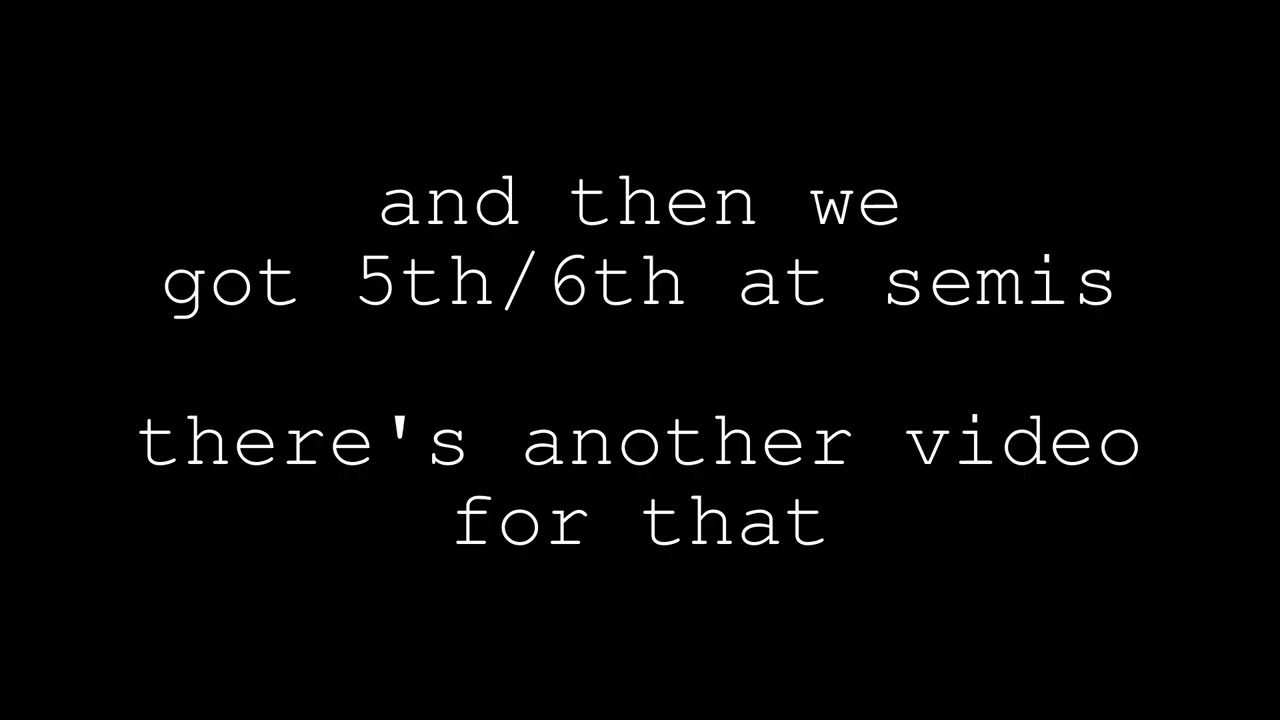 and then we
got 5th/6th at semis
there's another video
for that